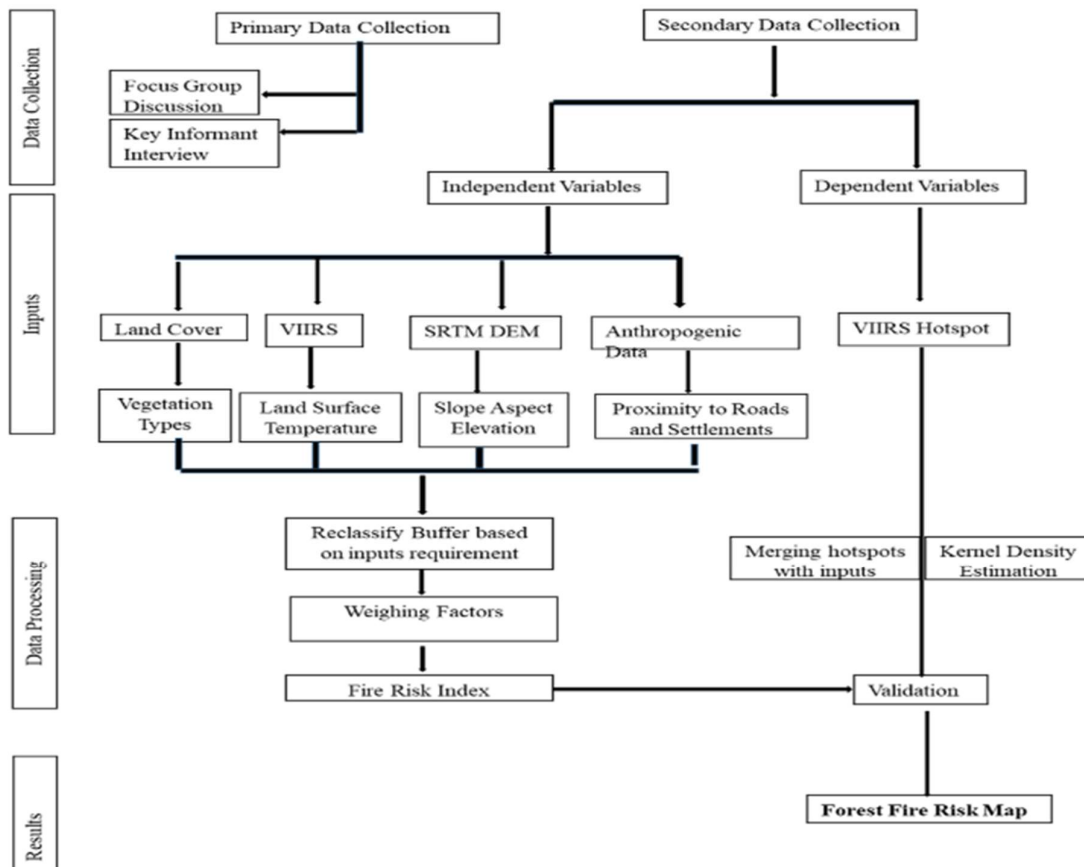 Data Collection
Primary Data Collection
Secondary Data Collection
Focus Group
Discussion
Key Informant
Interview
Independent Variables
Dependent Variables
Inputs
Land Cover
VIIRS
SRTM DEM
Anthropogenic
Data
VIIRS Hotspot
Vegetation
Types
Land Surface
Temperature
Slope Aspect
Elevation
Proximity to Roads
and Settlements
Data Processing
Reclassify Buffer based
on inputs requirement
Merging hotspots
with inputs
Kernel Density
Estimation
Weighing Factors
Fire Risk Index
Validation
Results
Forest Fire Risk Map